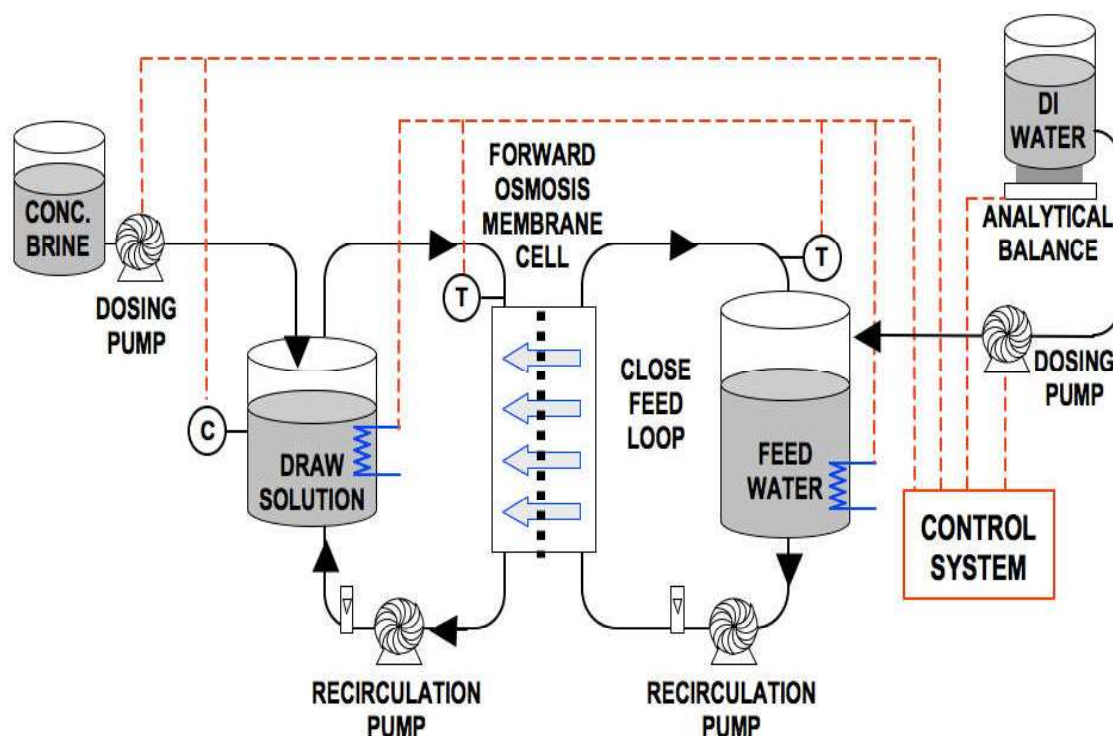 CONC.
BRINE
DOSING
PUMP
FORWARD
OSMOSIS
MEMBRANE
CELL
T
T
DI
WATER
ANALYTICAL
BALANCE
DOSING
PUMP
C
DRAW
SOLUTION
CLOSE
FEED
LOOP
FEED
WATER
CONTROL
SYSTEM
RECIRCULATION
PUMP
RECIRCULATION
PUMP